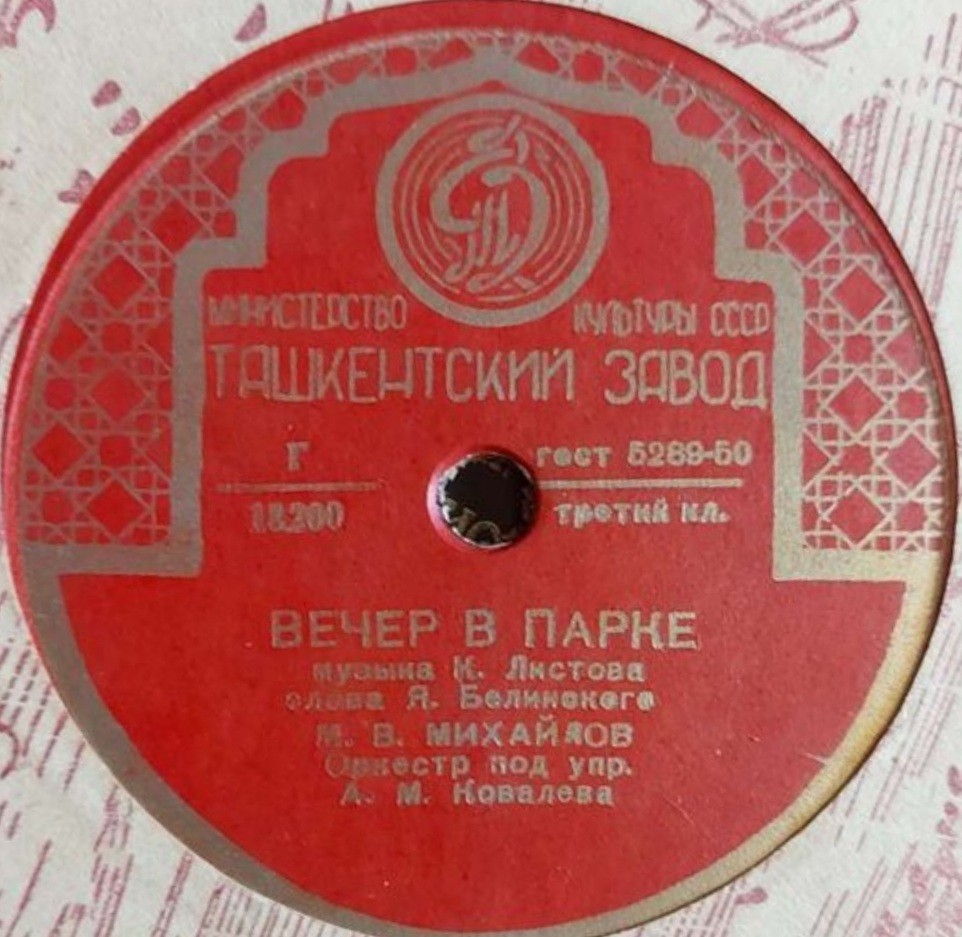 МИНИСТЕРСТВО КУЛЬТУРЫ СССР
ТАШКЕНТСКИЙ ЗАВОД
Г гост 5289-50
18200 третий кл.
ВЕЧЕР В ПАРКЕ
музыка К. Листова
слова Я. Белинского
М. В. МИХАЙЛОВ
Оркестр под упр.
А. М. Ковалева